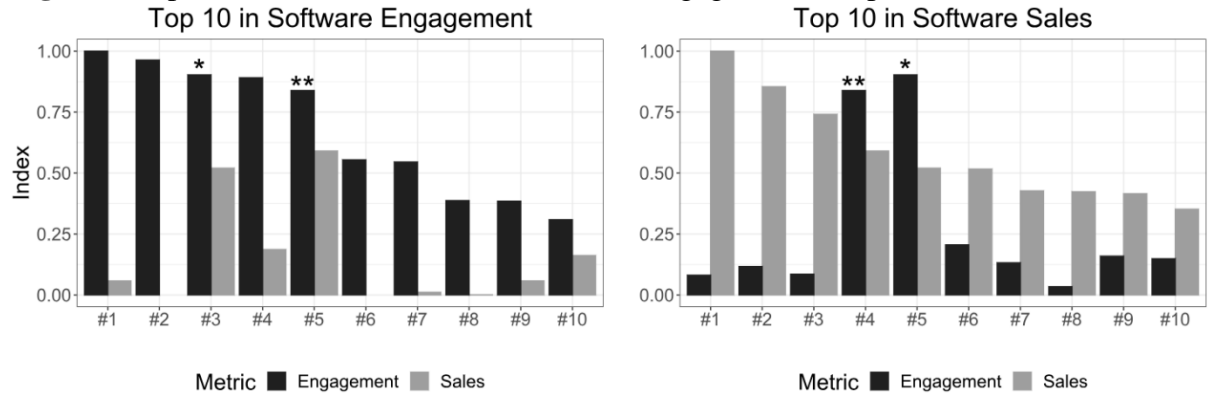 Top 10 in Software Engagement
Index
1.00
0.75
0.50
0.25
0.00
*
**
#1 #2 #3 #4 #5 #6 #7 #8 #9 #10
Metric Engagement Sales
Top 10 in Software Sales
1.00
0.75
0.50
0.25
0.00
**
*
#1 #2 #3 #4 #5 #6 #7 #8 #9 #10
Metric Engagement Sales